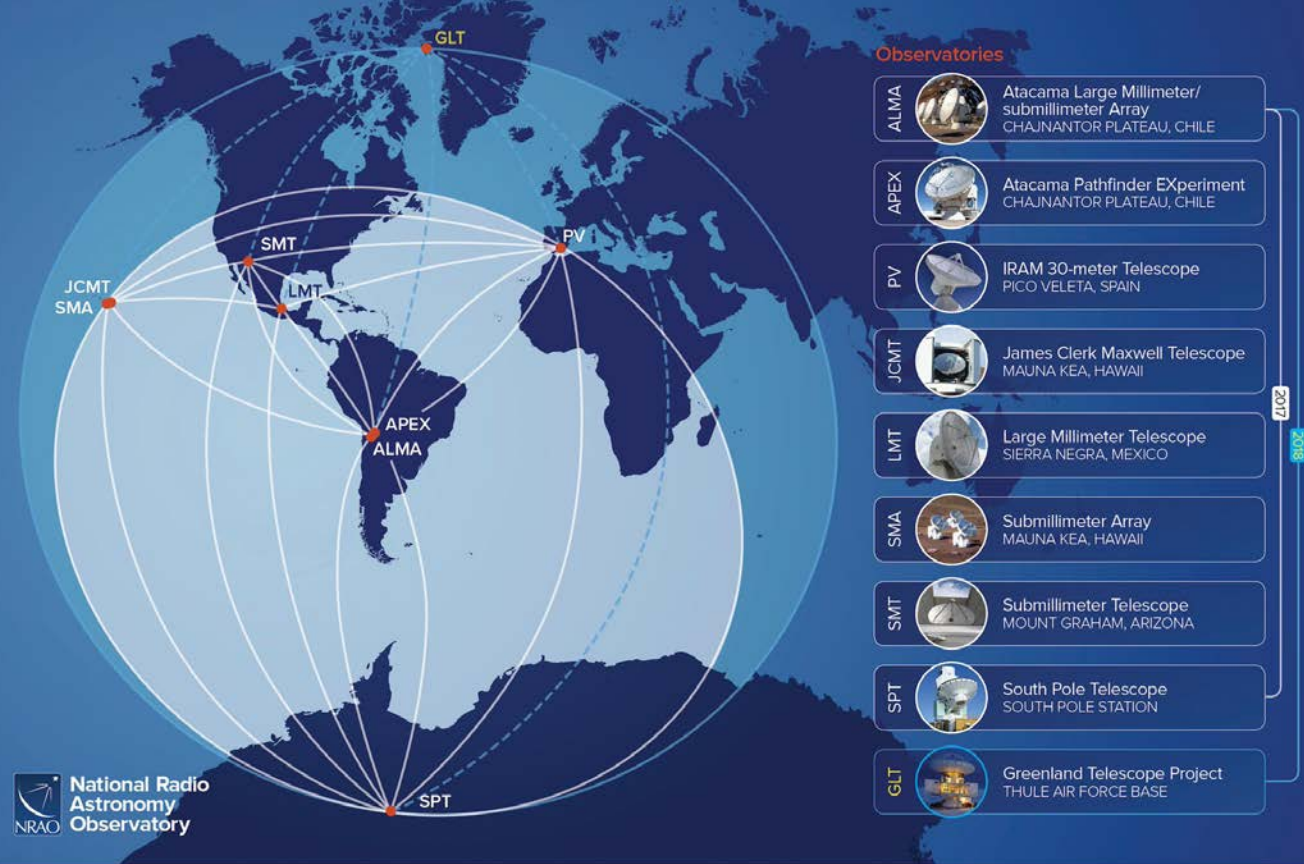 GLT
SMT
PV
LMT
JCMT
SMA
APEX
ALMA
SPT
National Radio
Astronomy
Observatory
NRAO
Observatories
ALMA
Atacama Large Millimeter/
submillimeter Array
CHAJNANTOR PLATEAU, CHILE
APEX
Atacama Pathfinder EXperiment
CHAJNANTOR PLATEAU, CHILE
PV
IRAM 30-meter Telescope
PICO VELETA, SPAIN
JCMT
James Clerk Maxwell Telescope
MAUNA KEA, HAWAII
LMT
Large Millimeter Telescope
SIERRA NEGRA, MEXICO
SMA
Submillimeter Array
MAUNA KEA, HAWAII
SMT
Submillimeter Telescope
MOUNT GRAHAM, ARIZONA
SPT
South Pole Telescope
SOUTH POLE STATION
GLT
Greenland Telescope Project
THULE AIR FORCE BASE
2017
2018